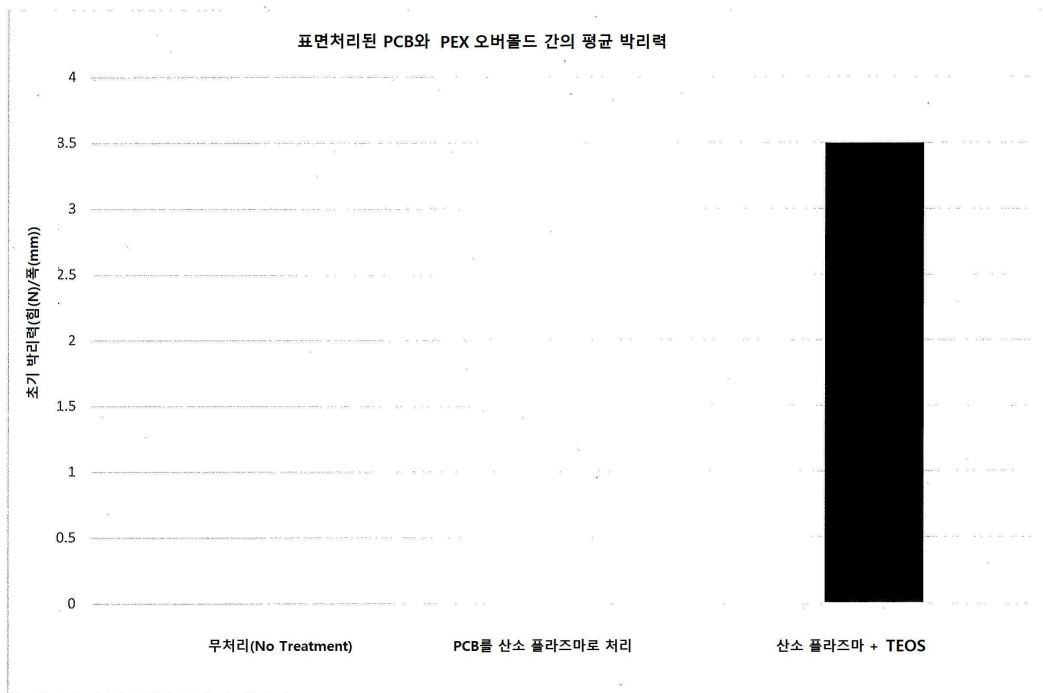 표면처리된 PCB와 PEX 오버몰드 간의 평균 박리력
초기 박리력(힘(N)/폭(mm))
4
3.5
3
2.5
2
1.5
1
0.5
0
무처리(No Treatment)
PCB를 산소 플라즈마로 처리
산소 플라즈마 + TEOS